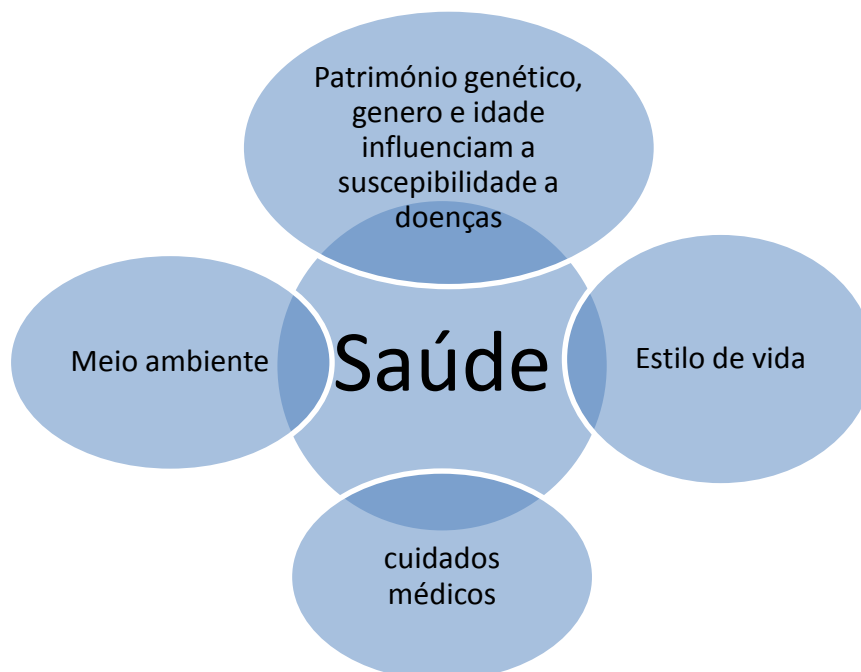 Património genético,
genero e idade
influenciam a
suscepibilidade a
doenças
Meio ambiente
Saúde
Estilo de vida
cuidados
médicos